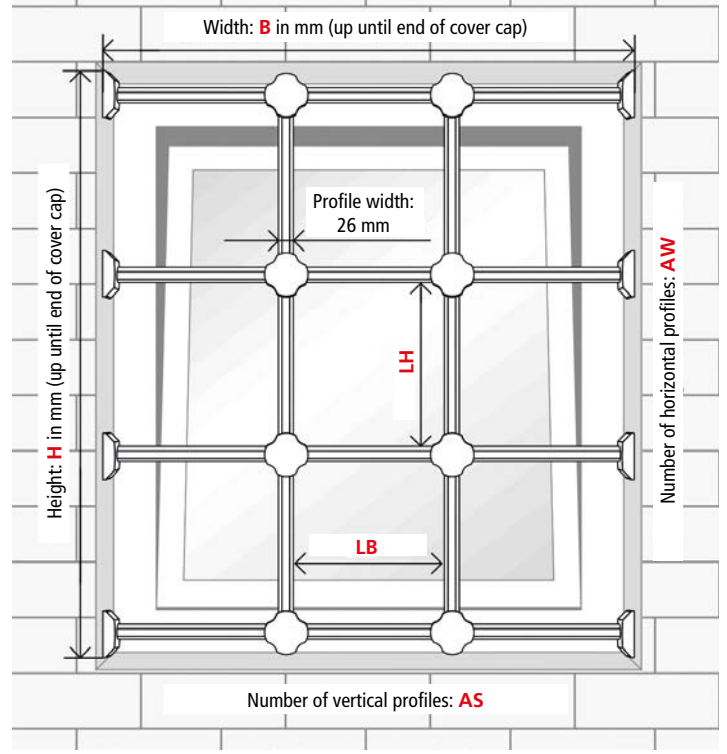 Width: B in mm (up until end of cover cap)
Height: H in mm (up until end of cover cap)
Profile width:
26 mm
LH
LB
Number of horizontal profiles: AW
Number of vertical profiles: AS